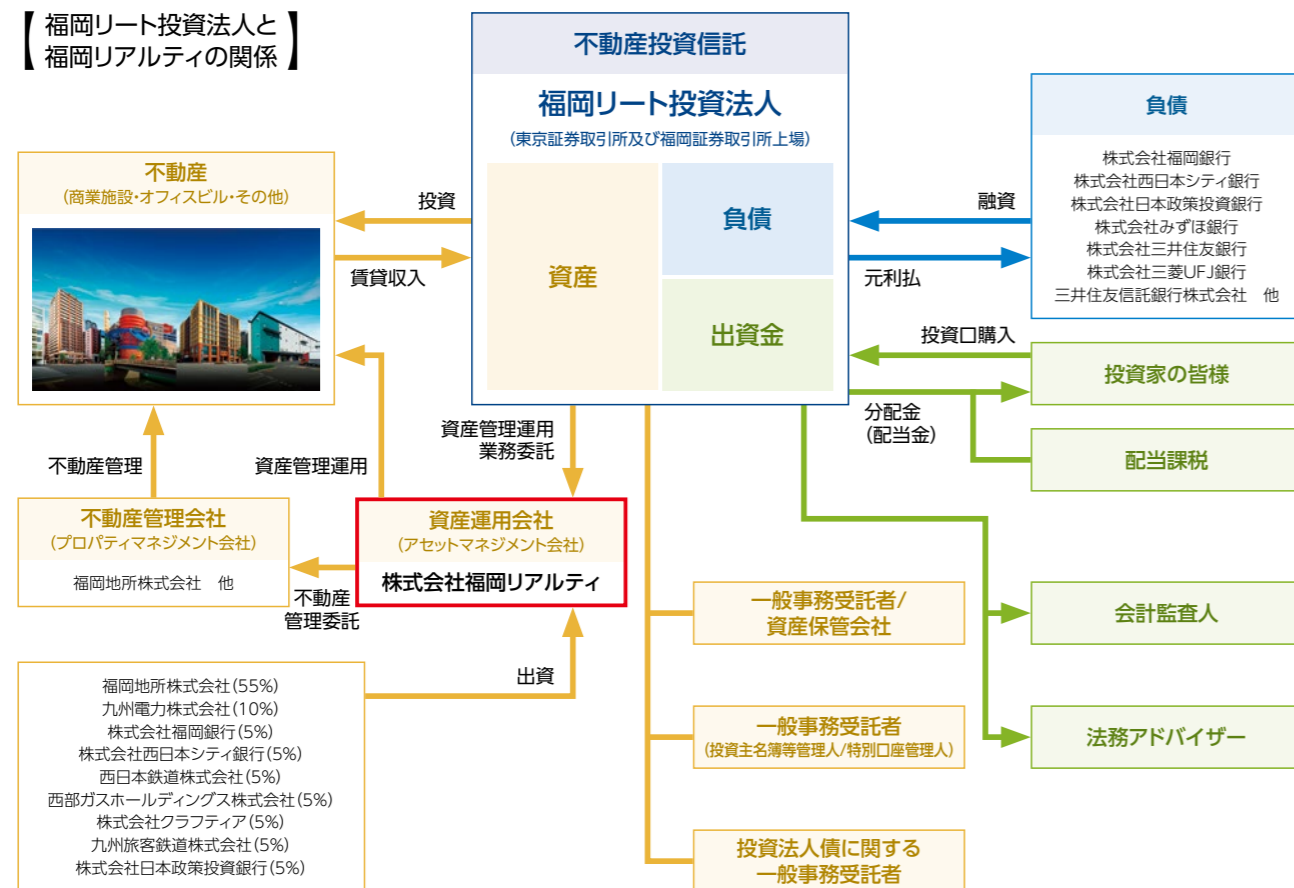 福岡リート投資法人と
福岡リアルティの関係
不動産投資信託
福岡リート投資法人
(東京証券取引所及び福岡証券取引所上場)
資産
負債
出資金
不動産
(商業施設・オフィスビル・その他)
投資
賃貸収入
融資
元利払
負債
株式会社福岡銀行
株式会社西日本シティ銀行
株式会社日本政策投資銀行
株式会社みずほ銀行
株式会社三井住友銀行
株式会社三菱UFJ銀行
三井住友信託銀行株式会社　他
投資口購入
分配金
(配当金)
投資家の皆様
配当課税
不動産管理
資産管理運用
資産管理運用
業務委託
不動産管理会社
(プロパティマネジメント会社)
福岡地所株式会社　他
不動産
管理委託
資産運用会社
(アセットマネジメント会社)
株式会社福岡リアルティ
出資
福岡地所株式会社(55%)
九州電力株式会社(10%)
株式会社福岡銀行(5%)
株式会社西日本シティ銀行(5%)
西日本鉄道株式会社(5%)
西部ガスホールディングス株式会社(5%)
株式会社クラフティア(5%)
九州旅客鉄道株式会社(5%)
株式会社日本政策投資銀行(5%)
一般事務受託者/
資産保管会社
一般事務受託者
(投資主名簿等管理人/特別口座管理人)
投資法人債に関する
一般事務受託者
会計監査人
法務アドバイザー